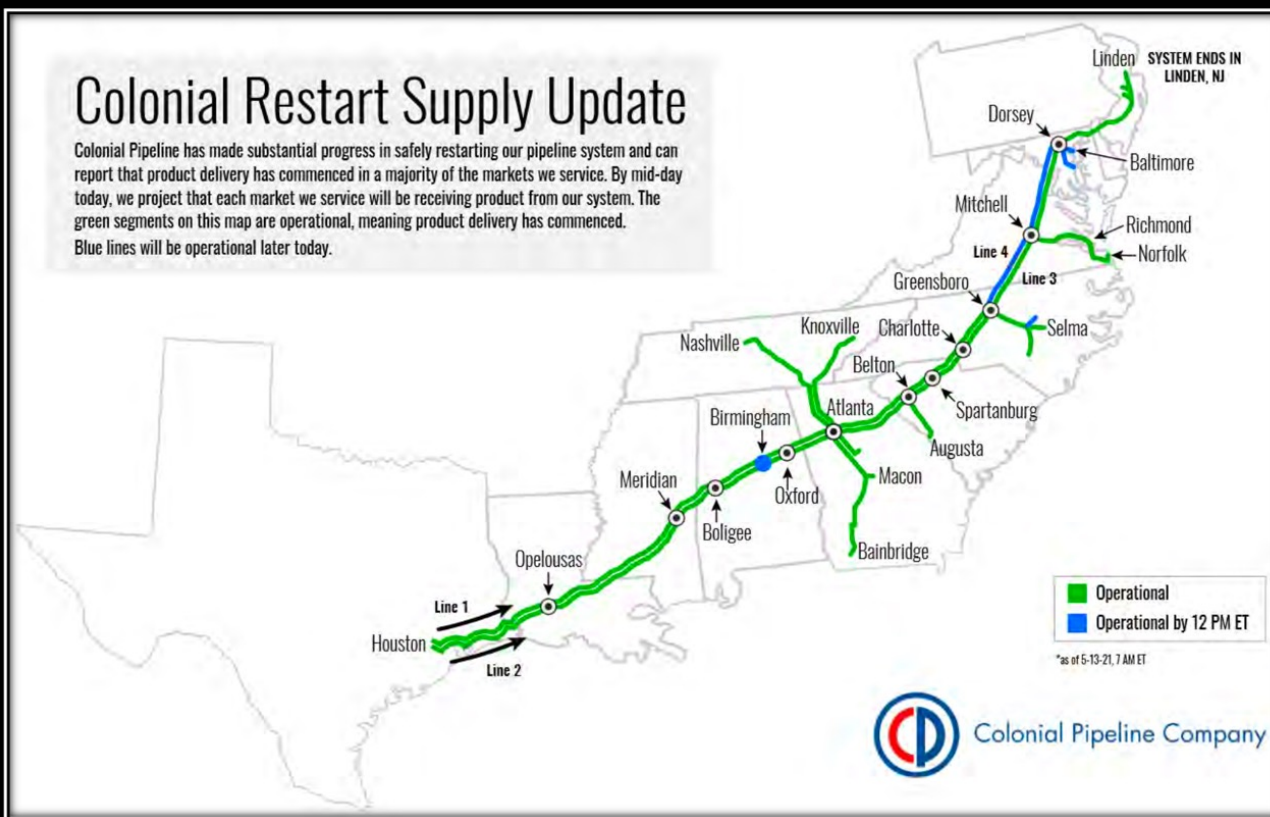 Colonial Restart Supply Update
Colonial Pipeline has made substantial progress in safely restarting our pipeline system and can
report that product delivery has commenced in a majority of the markets we service. By mid-day
today, we project that each market we service will be receiving product from our system. The
green segments on this map are operational, meaning product delivery has commenced.
Blue lines will be operational later today.
Linden
SYSTEM ENDS IN
LINDEN, NJ
Dorsey
Baltimore
Mitchell
Richmond
Norfolk
Line 4
Line 3
Greensboro
Selma
Charlotte
Knoxville
Nashville
Belton
Spartanburg
Atlanta
Augusta
Birmingham
Oxford
Macon
Meridian
Boligee
Bainbridge
Opelousas
Line 1
Houston
Line 2
Operational
Operational by 12 PM ET
*as of 5-13-21, 7 AM ET
CP
Colonial Pipeline Company